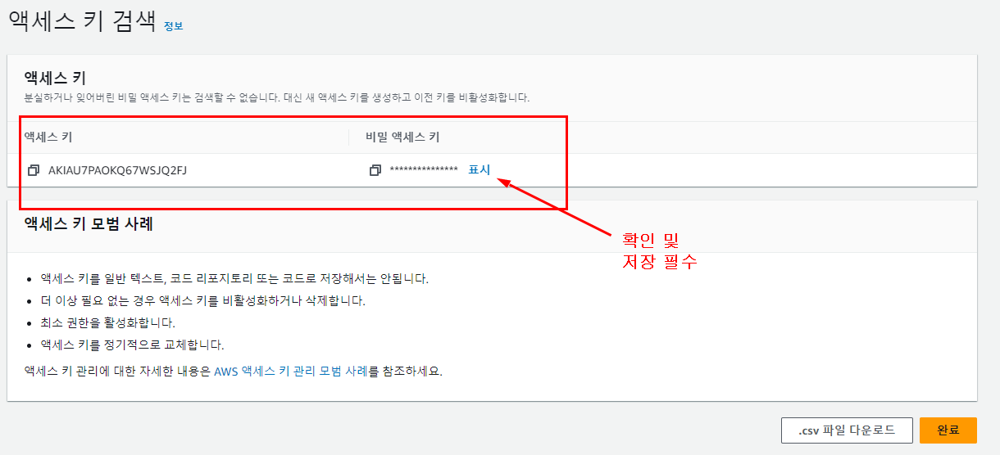 액세스 키 검색 정보
액세스 키
분실하거나 잊어버린 비밀 액세스 키는 검색할 수 없습니다. 대신 새 액세스 키를 생성하고 이전 키를 비활성화합니다.
액세스 키 비밀 액세스 키
AKIAU7PAOKQ67WSJQ2FJ *************** 표시
액세스 키 모범 사례
확인 및
저장 필수
• 액세스 키를 일반 텍스트, 코드 리포지토리 또는 코드로 저장해서는 안됩니다.
• 더 이상 필요 없는 경우 액세스 키를 비활성화하거나 삭제합니다.
• 최소 권한을 활성화합니다.
• 액세스 키를 정기적으로 교체합니다.
액세스 키 관리에 대한 자세한 내용은 AWS 액세스 키 관리 모범 사례를 참조하세요.
.csv 파일 다운로드 완료